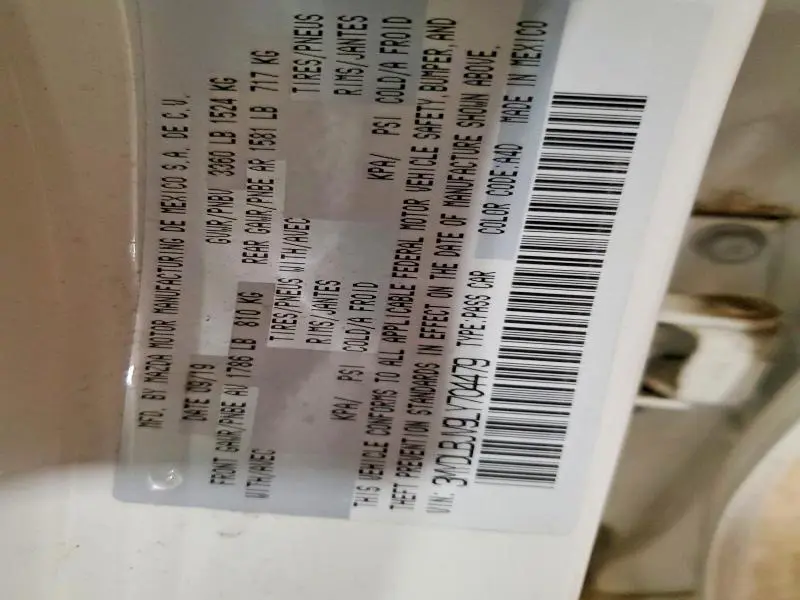 MFD. BY MAZDA MOTOR MANUFACTURING DE MEXICO S.A. DE C.V.
DATE 09/19 GVWR/PNBV 3360 LB 1524 KG
FRONT GAWR/PNBE AV 1786 LB 810 KG REAR GAWR/PNBE AR 1581 LB 717 KG
WITH/AVEC TIRES/PNEUS WITH/AVEC TIRES/PNEUS
RIMS/JANTES RIMS/JANTES
KPA/ PSI COLD/A FROID KPA/ PSI COLD/A FROID
THIS VEHICLE CONFORMS TO ALL APPLICABLE FEDERAL MOTOR VEHICLE SAFETY, BUMPER, AND
THEFT PREVENTION STANDARDS IN EFFECT ON THE DATE OF MANUFACTURE SHOWN ABOVE.
VIN: 3MYDLBJV9LY704479 TYPE:PASS CAR COLOR CODE:A4D MADE IN MEXICO